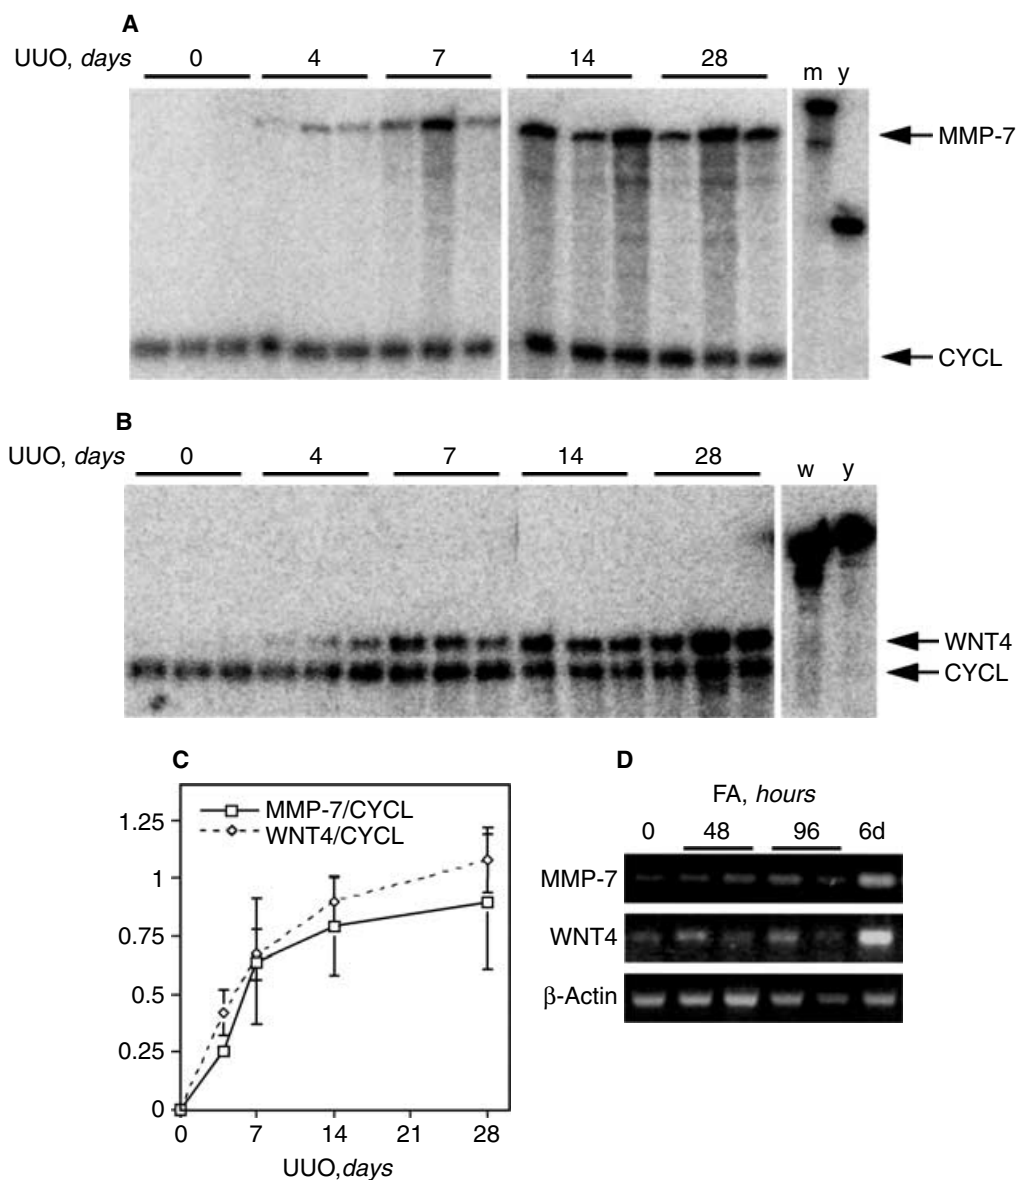 A
UUO, days 0 4 7 14 28 m y
MMP-7
CYCL
B
UUO, days 0 4 7 14 28 w y
WNT4
CYCL
C
MMP-7/CYCL
WNT4/CYCL
1.25
1
0.75
0.5
0.25
0
0 7 14 21 28
UUO,days
D
FA, hours
0 48 96 6d
MMP-7
WNT4
β-Actin